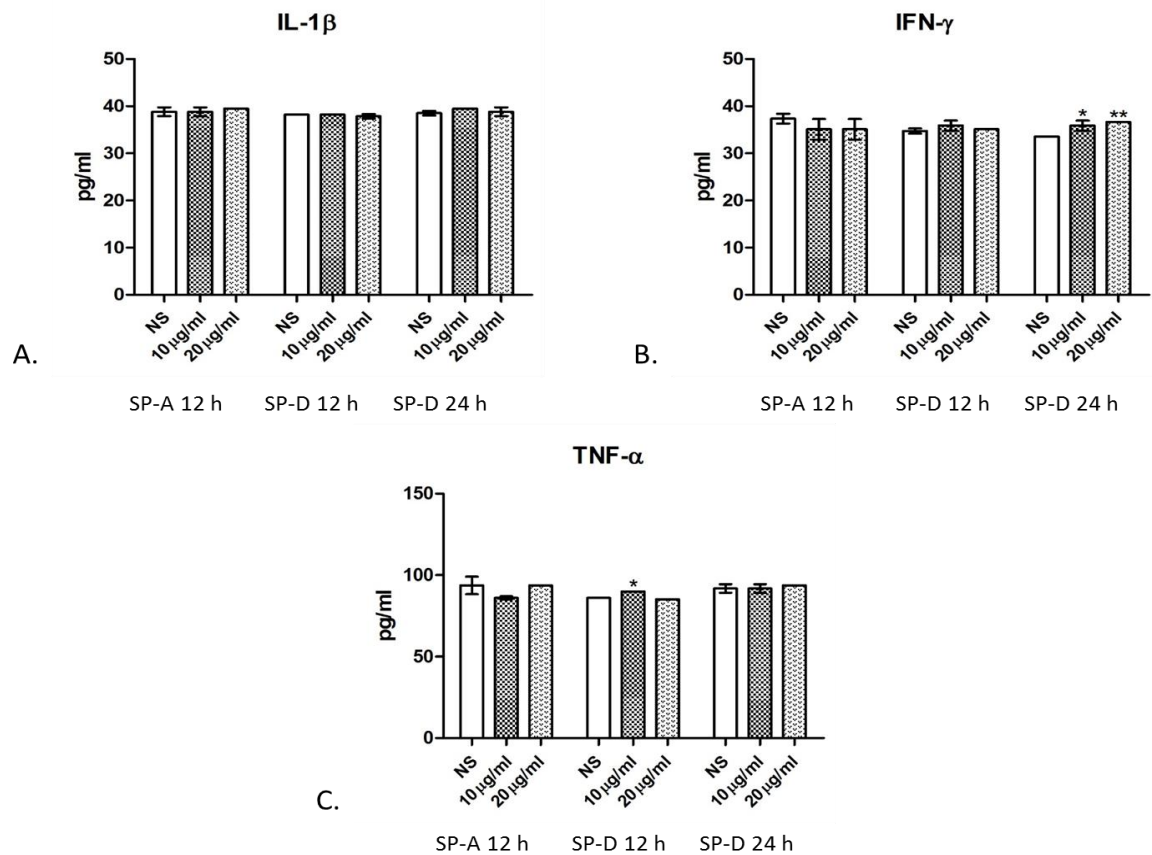 IL-1β
pg/ml
50
40
30
20
10
0
NS
10 µg/ml
20 µg/ml
NS
10 µg/ml
20 µg/ml
NS
10 µg/ml
20 µg/ml
A.
SP-A 12 h SP-D 12 h SP-D 24 h
IFN-γ
pg/ml
50
40
30
20
10
0
*
**
NS
10 µg/ml
20 µg/ml
NS
10 µg/ml
20 µg/ml
NS
10 µg/ml
20 µg/ml
B.
SP-A 12 h SP-D 12 h SP-D 24 h
TNF-α
pg/ml
150
100
50
0
*
NS
10 µg/ml
20 µg/ml
NS
10 µg/ml
20 µg/ml
NS
10 µg/ml
20 µg/ml
C.
SP-A 12 h SP-D 12 h SP-D 24 h